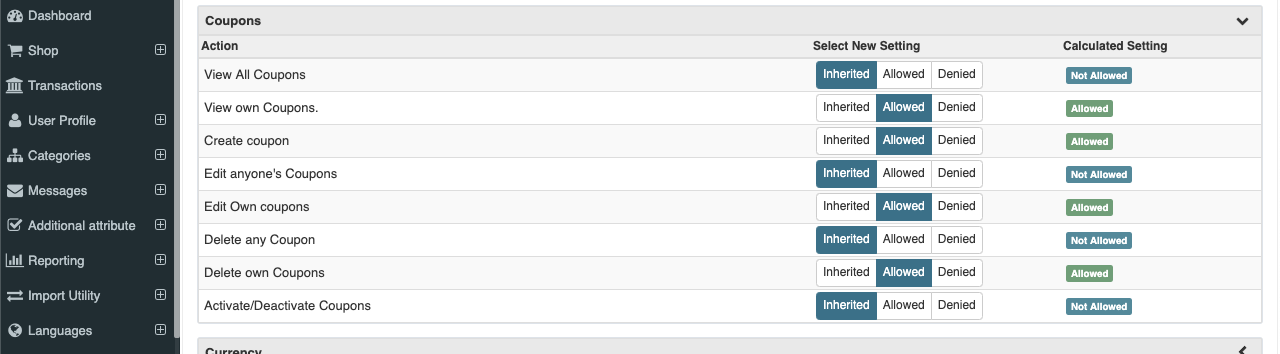 Dashboard
Shop
Transactions
User Profile
Categories
Messages
Additional attribute
Reporting
Import Utility
Languages
Coupons
Action Select New Setting Calculated Setting
View All Coupons Inherited Allowed Denied Not Allowed
View own Coupons. Inherited Allowed Denied Allowed
Create coupon Inherited Allowed Denied Allowed
Edit anyone's Coupons Inherited Allowed Denied Not Allowed
Edit Own coupons Inherited Allowed Denied Allowed
Delete any Coupon Inherited Allowed Denied Not Allowed
Delete own Coupons Inherited Allowed Denied Allowed
Activate/Deactivate Coupons Inherited Allowed Denied Not Allowed
Currency